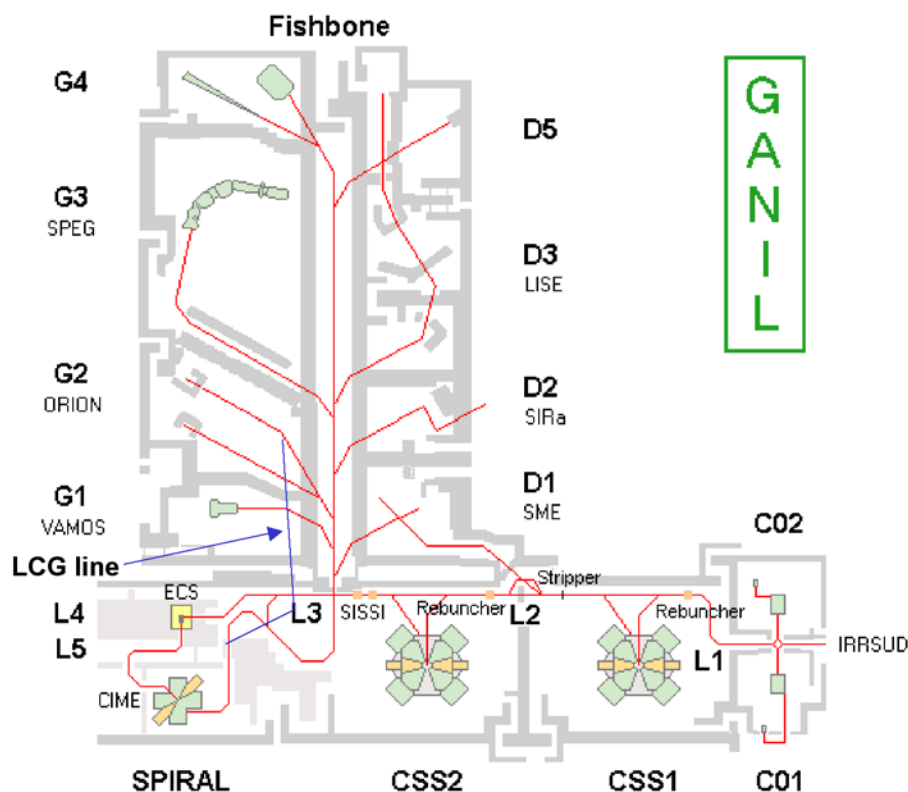 Fishbone
G4
G
A
N
I
L
D5
G3
SPEG
D3
LISE
G2
ORION
D2
SIRa
G1
VAMOS
D1
SME
C02
LCG line
ECS
Stripper
L4
L3
SISSI
Rebuncher
L2
Rebuncher
L5
L1
IRRSUD
CIME
SPIRAL
CSS2
CSS1
C01